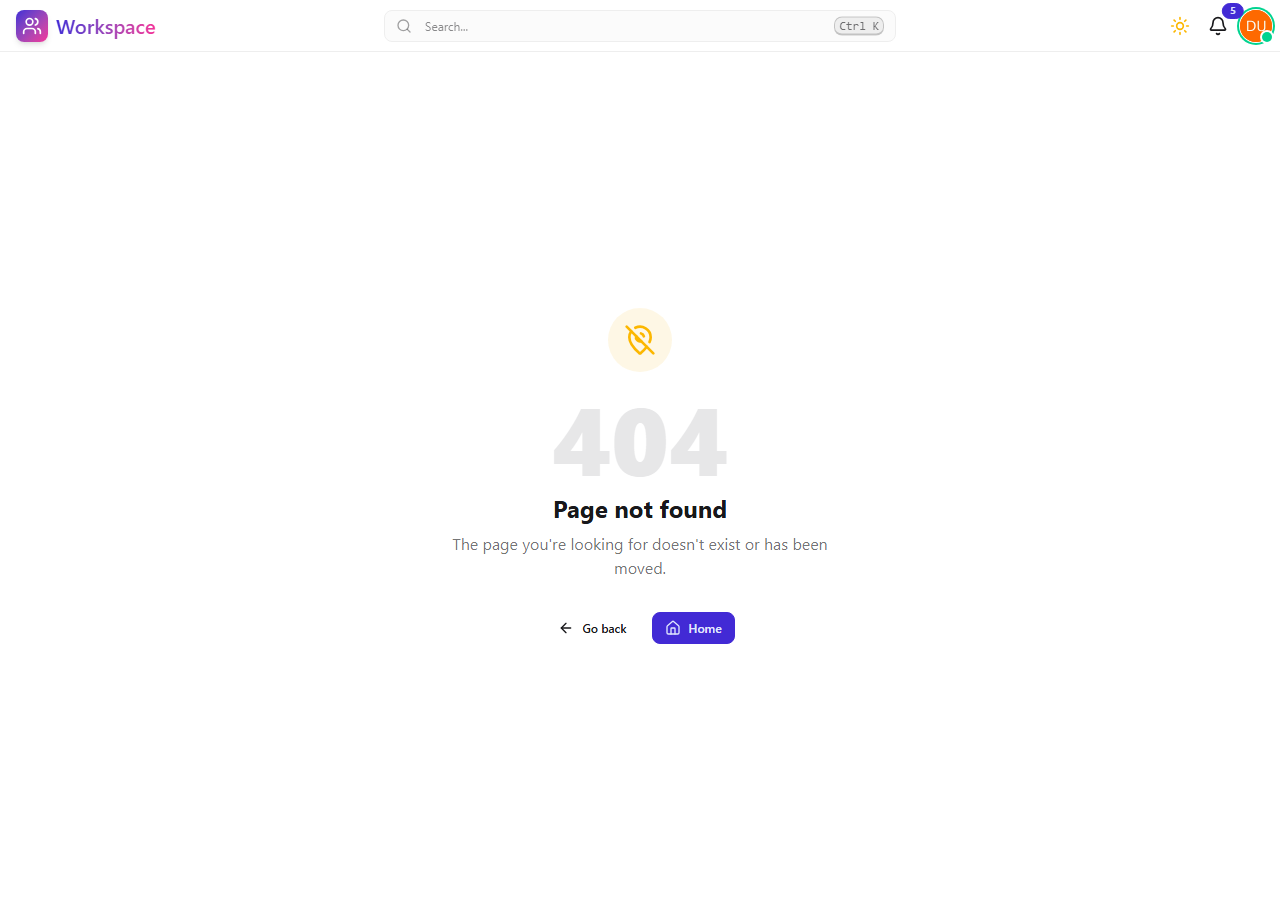 Workspace
Search...
Ctrl K
5
DU
404
Page not found
The page you're looking for doesn't exist or has been
moved.
Go back
Home